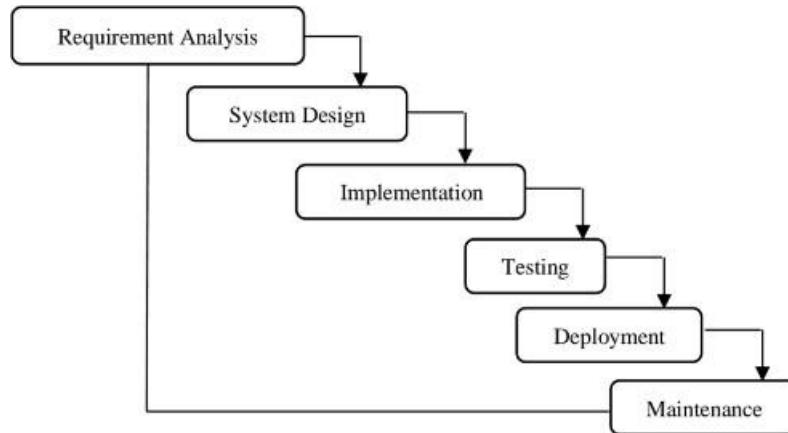 Requirement Analysis
System Design
Implementation
Testing
Deployment
Maintenance